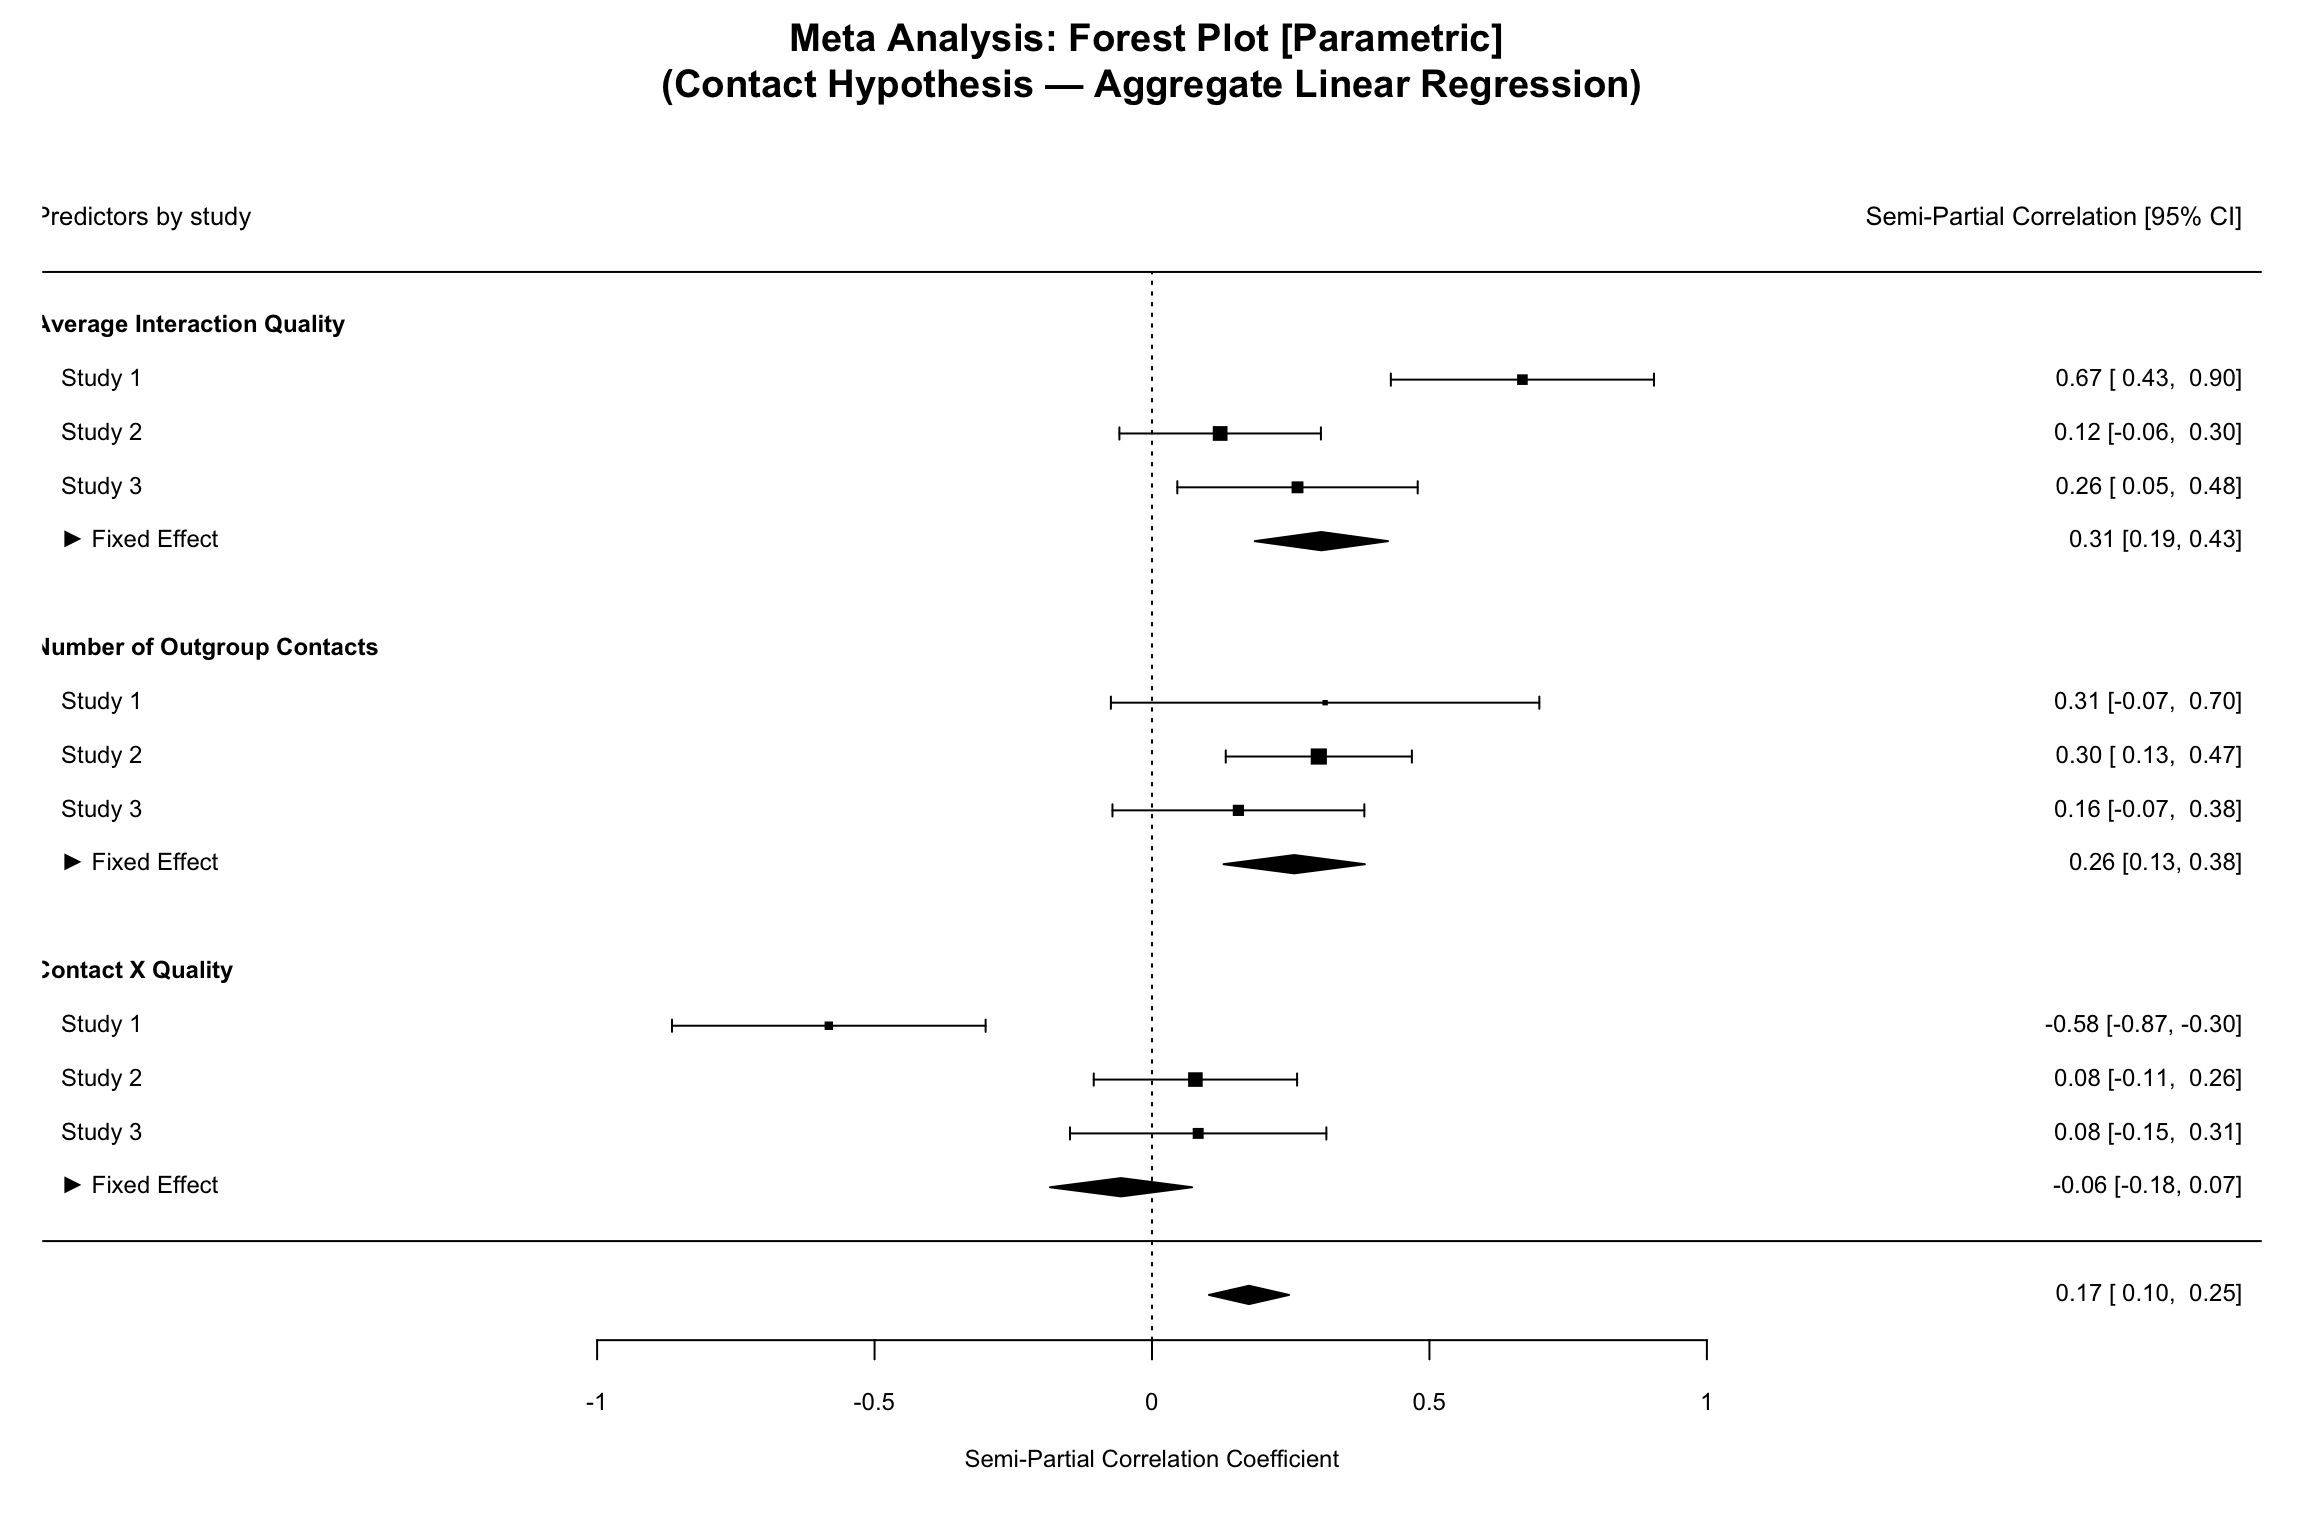 Meta Analysis: Forest Plot [Parametric]
(Contact Hypothesis — Aggregate Linear Regression)
Predictors by study Semi-Partial Correlation [95% CI]
Average Interaction Quality
Study 1 0.67 [ 0.43, 0.90]
Study 2 0.12 [-0.06, 0.30]
Study 3 0.26 [ 0.05, 0.48]
► Fixed Effect 0.31 [0.19, 0.43]
Number of Outgroup Contacts
Study 1 0.31 [-0.07, 0.70]
Study 2 0.30 [ 0.13, 0.47]
Study 3 0.16 [-0.07, 0.38]
► Fixed Effect 0.26 [0.13, 0.38]
Contact X Quality
Study 1 -0.58 [-0.87, -0.30]
Study 2 0.08 [-0.11, 0.26]
Study 3 0.08 [-0.15, 0.31]
► Fixed Effect -0.06 [-0.18, 0.07]
0.17 [ 0.10, 0.25]
-1 -0.5 0 0.5 1
Semi-Partial Correlation Coefficient